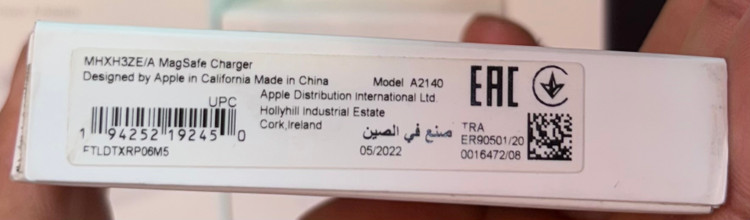 MHXH3ZE/A MagSafe Charger
Designed by Apple in California Made in China
Model A2140
UPC
Apple Distribution International Ltd.
Hollyhill Industrial Estate
Cork,Ireland
1 94252 19245 0
FTLDTXRP06M5
صنع في الصين
05/2022
EAC
TRA
ER90501/20
0016472/08